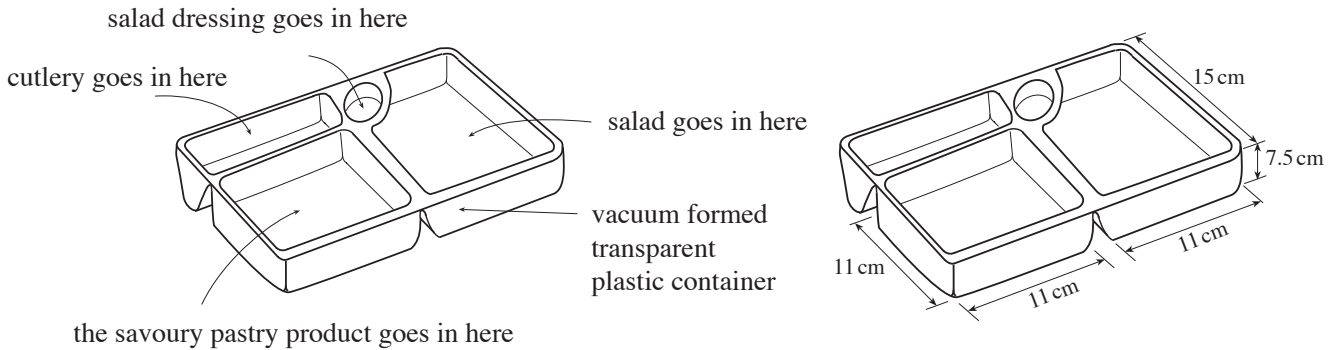 salad dressing goes in here
cutlery goes in here
salad goes in here
vacuum formed
transparent
plastic container
the savoury pastry product goes in here
15 cm
7.5 cm
11 cm
11 cm
11 cm